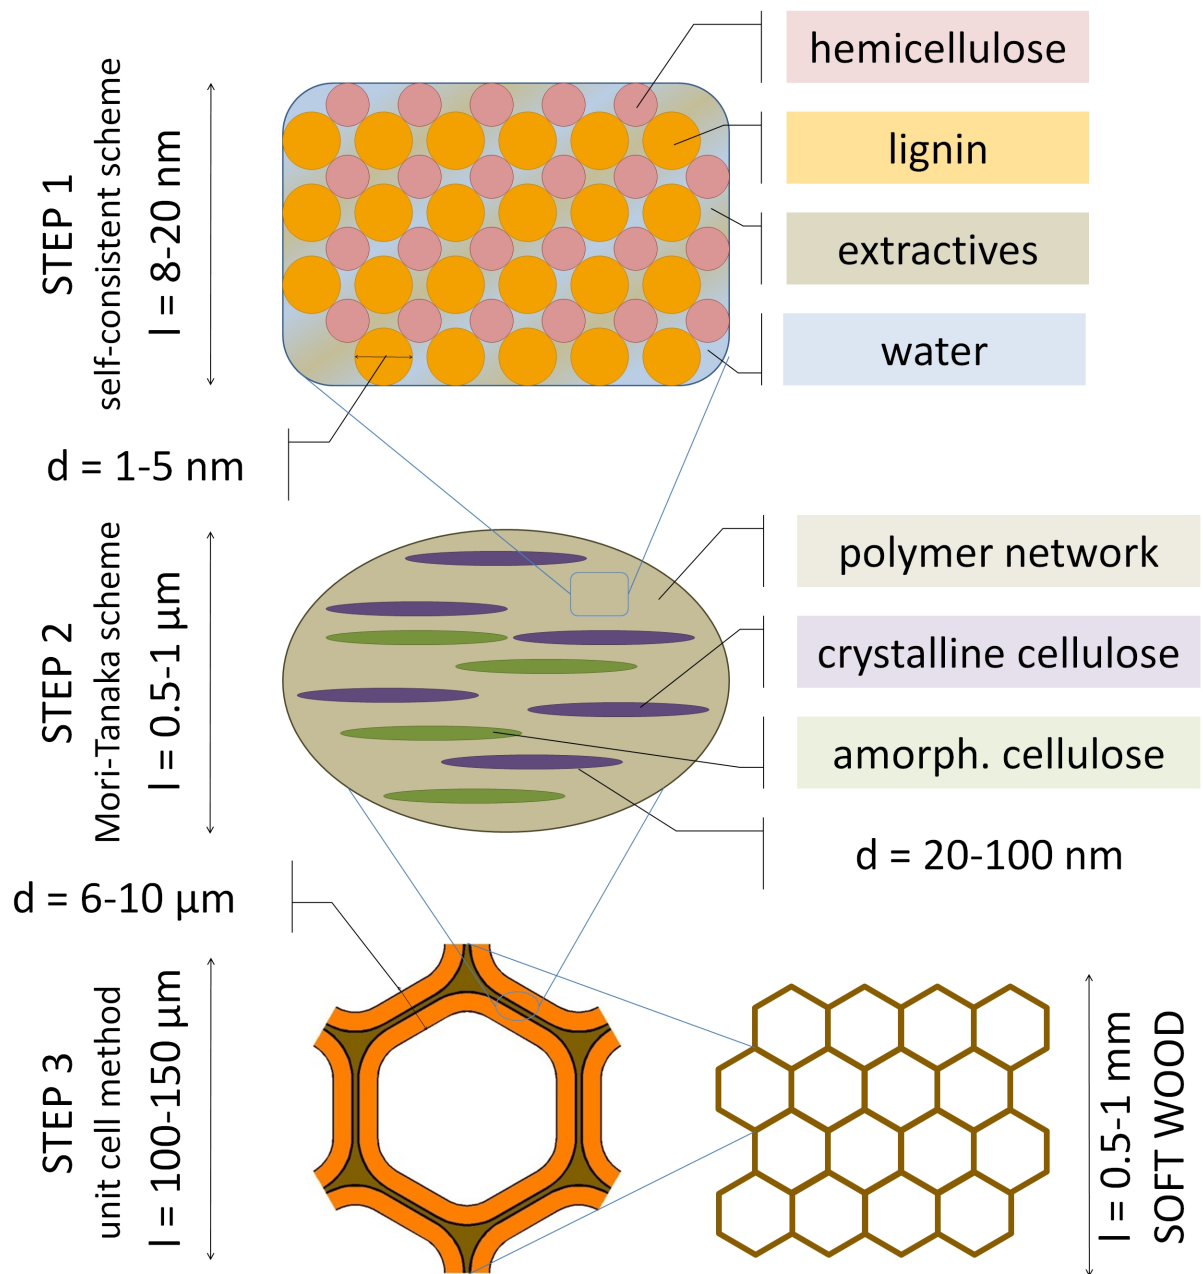 STEP 1
self-consistent scheme
l = 8-20 nm
hemicellulose
lignin
extractives
water
d = 1-5 nm
STEP 2
Mori-Tanaka scheme
l = 0.5-1 µm
polymer network
crystalline cellulose
amorph. cellulose
d = 20-100 nm
d = 6-10 µm
STEP 3
unit cell method
l = 100-150 µm
l = 0.5-1 mm
SOFT WOOD